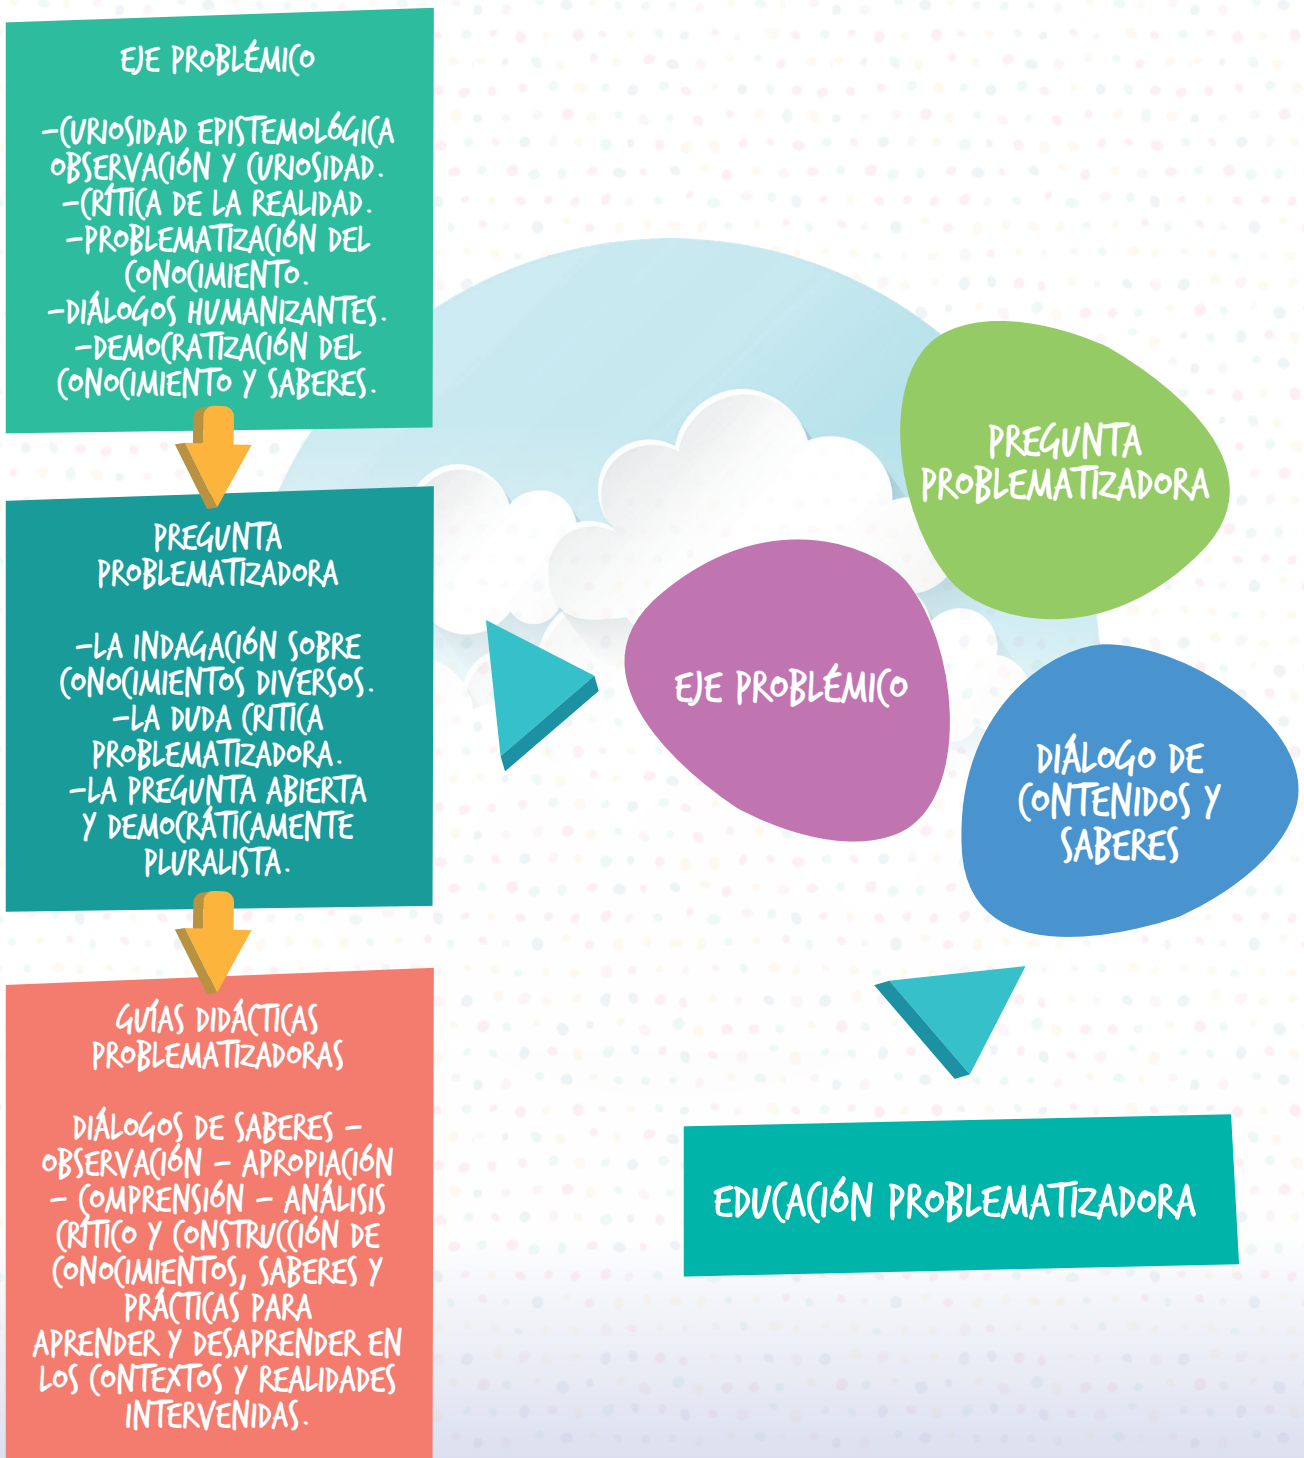 EJE PROBLÉMICO
-CURIOSIDAD EPISTEMOLÓGICA
OBSERVACIÓN Y CURIOSIDAD.
-CRÍTICA DE LA REALIDAD.
-PROBLEMATIZACIÓN DEL
CONOCIMIENTO.
-DIÁLOGOS HUMANIZANTES.
-DEMOCRATIZACIÓN DEL
CONOCIMIENTO Y SABERES.
PREGUNTA
PROBLEMATIZADORA
-LA INDAGACIÓN SOBRE
CONOCIMIENTOS DIVERSOS.
-LA DUDA CRITICA
PROBLEMATIZADORA.
-LA PREGUNTA ABIERTA
Y DEMOCRÁTICAMENTE
PLURALISTA.
GUÍAS DIDÁCTICAS
PROBLEMATIZADORAS
DIÁLOGOS DE SABERES –
OBSERVACIÓN – APROPIACIÓN
– COMPRENSIÓN – ANÁLISIS
CRÍTICO Y CONSTRUCCIÓN DE
CONOCIMIENTOS, SABERES Y
PRÁCTICAS PARA
APRENDER Y DESAPRENDER EN
LOS CONTEXTOS Y REALIDADES
INTERVENIDAS.
PREGUNTA
PROBLEMATIZADORA
EJE PROBLÉMICO
DIÁLOGO DE
CONTENIDOS Y
SABERES
EDUCACIÓN PROBLEMATIZADORA